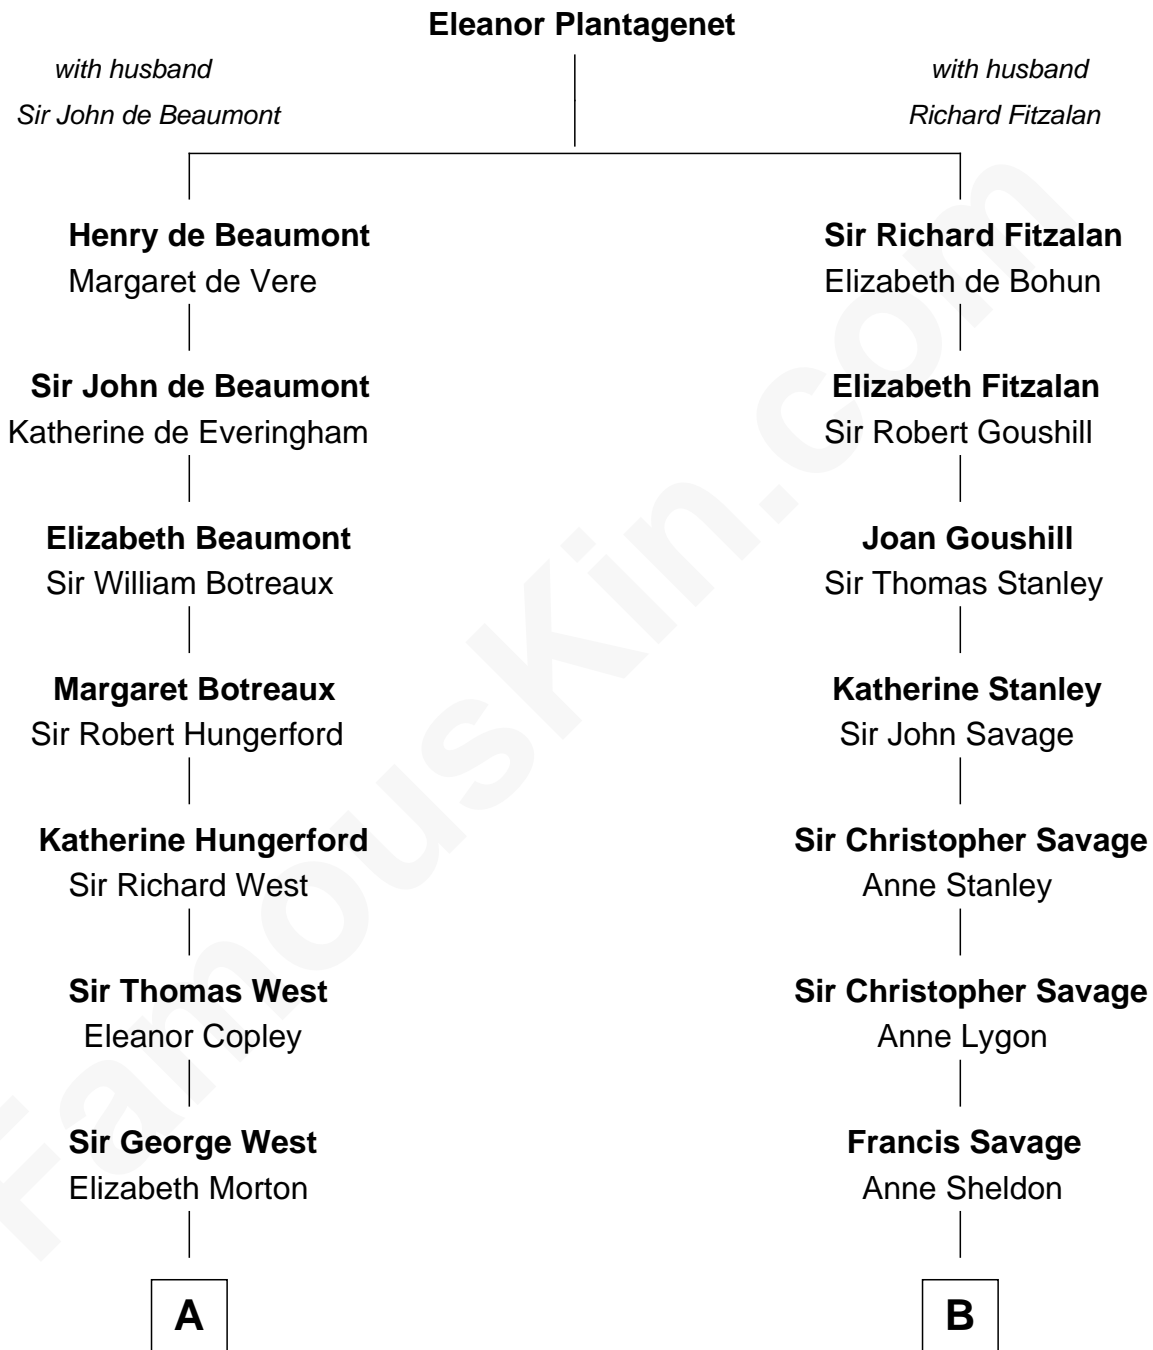 Eleanor Plantagenet
with husband
Sir John de Beaumont
with husband
Richard Fitzalan
Henry de Beaumont
Margaret de Vere
Sir Richard Fitzalan
Elizabeth de Bohun
Sir John de Beaumont
Katherine de Everingham
Elizabeth Fitzalan
Sir Robert Goushill
Elizabeth Beaumont
Sir William Botreaux
Joan Goushill
Sir Thomas Stanley
Margaret Botreaux
Sir Robert Hungerford
Katherine Stanley
Sir John Savage
Katherine Hungerford
Sir Richard West
Sir Christopher Savage
Anne Stanley
Sir Thomas West
Eleanor Copley
Sir Christopher Savage
Anne Lygon
Sir George West
Elizabeth Morton
Francis Savage
Anne Sheldon
A
B
FamousKin.com